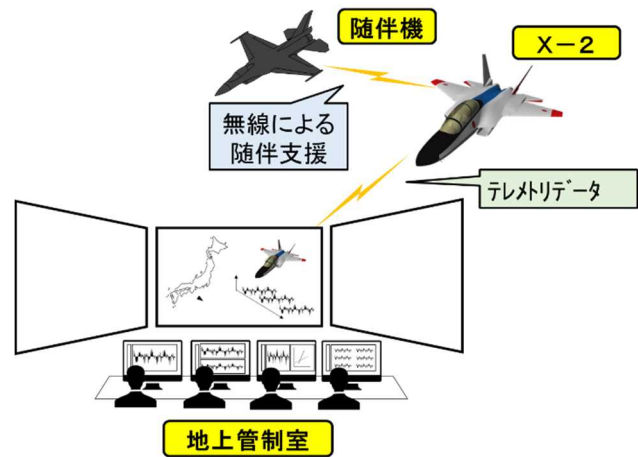 随伴機
X－2
無線による
随伴支援
ﾃﾚﾒﾄﾘﾃﾞｰﾀ
地上管制室